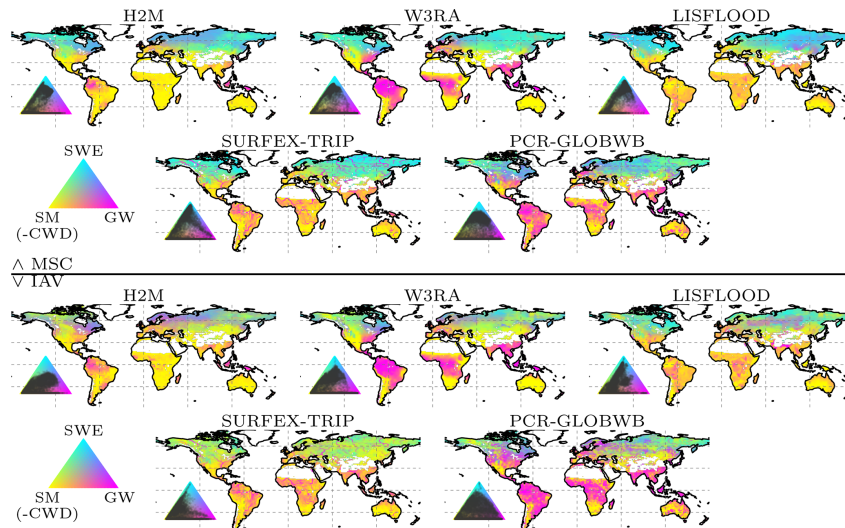 H2M W3RA LISFLOOD
SURFEX-TRIP PCR-GLOBWB
SWE
SM GW
(-CWD)
∧ MSC
∨ IAV
H2M W3RA LISFLOOD
SURFEX-TRIP PCR-GLOBWB
SWE
SM GW
(-CWD)